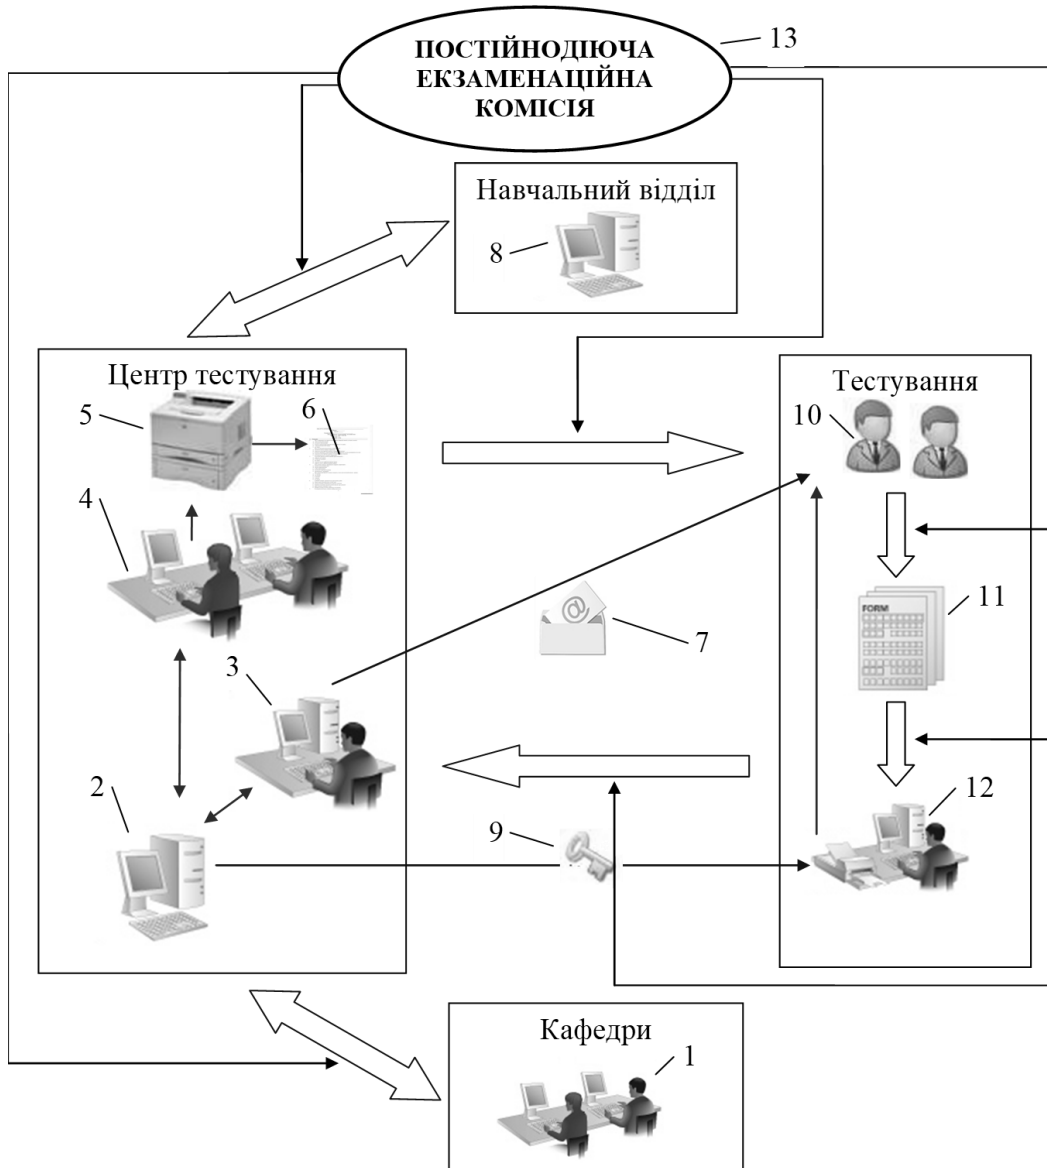 ПОСТІЙНОДІЮЧА
ЕКЗАМЕНАЦІЙНА
КОМІСІЯ
13
Навчальний відділ
8
Центр тестування
5
6
4
3
2
Тестування
10
FORM
11
12
@
7
9
Кафедри
1